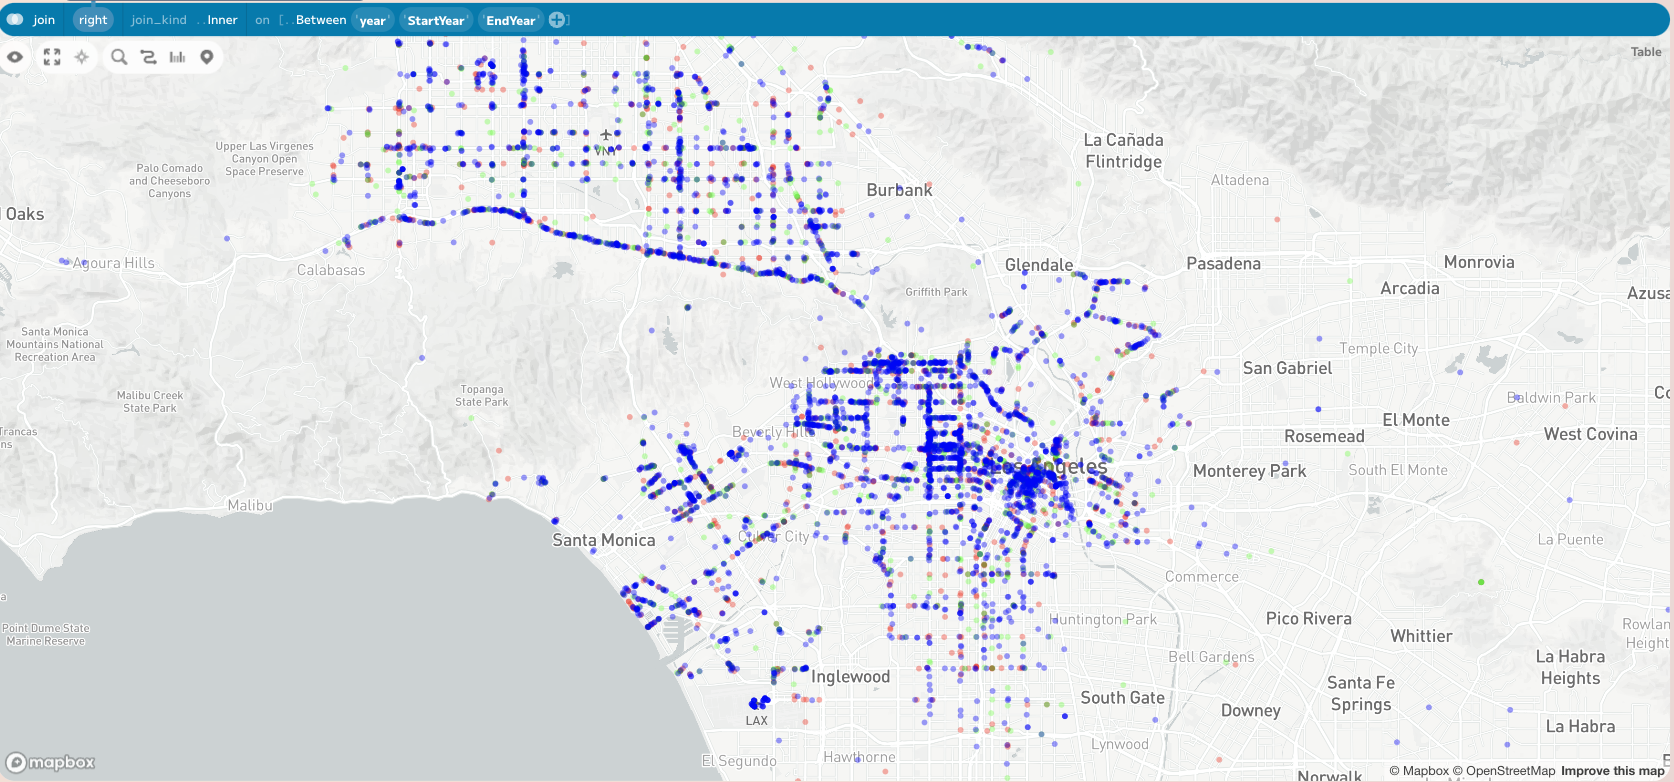 join right join_kind ..Inner on [..Between 'year' 'StartYear' 'EndYear' ]
Table
La Cañada
Flintridge
Upper Las Virgenes
Canyon Open
Space Preserve
VNY
Palo Comado
and Cheeseboro
Canyons
Altadena
Burbank
Oaks
Agoura Hills
Calabasas
Glendale
Pasadena
Monrovia
Griffith Park
Arcadia
Azusa
Santa Monica
Mountains National
Recreation Area
Temple City
San Gabriel
West Hollywood
Topanga
State Park
Malibu Creek
State Park
Baldwin Park
Co
El Monte
Trancas
ns
Beverly Hills
Rosemead
West Covina
Los Angeles
Monterey Park
South El Monte
Malibu
Santa Monica
Culver City
La Puente
Commerce
a
Point Dume State
Marine Reserve
Huntington Park
Pico Rivera
Rowlan
Height
Whittier
Bell Gardens
La Habra
Heights
Inglewood
Santa Fe
Springs
South Gate
Downey
LAX
La Habra
Lynwood
El Segundo
Hawthorne
mapbox
© Mapbox © OpenStreetMap Improve this map
Norwalk